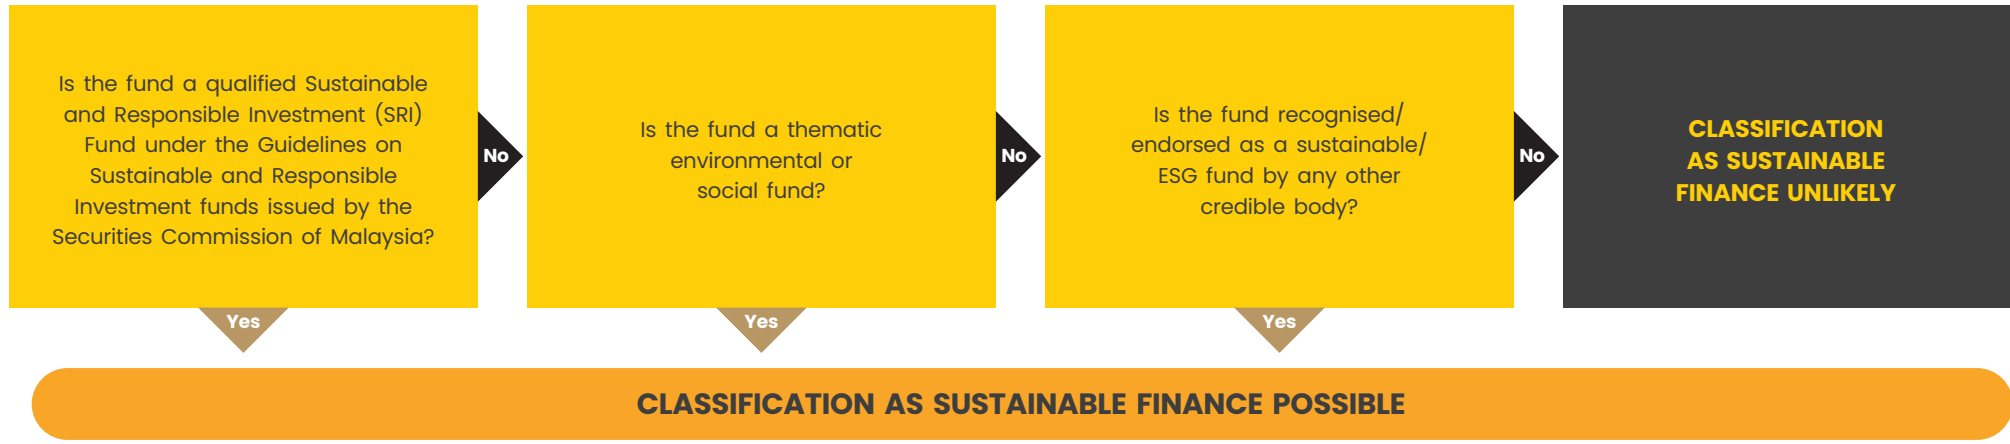 Is the fund a qualified Sustainable
and Responsible Investment (SRI)
Fund under the Guidelines on
Sustainable and Responsible
Investment funds issued by the
Securities Commission of Malaysia?
No
Yes
Is the fund a thematic
environmental or
social fund?
No
Yes
Is the fund recognised/
endorsed as a sustainable/
ESG fund by any other
credible body?
No
Yes
CLASSIFICATION
AS SUSTAINABLE
FINANCE UNLIKELY
CLASSIFICATION AS SUSTAINABLE FINANCE POSSIBLE